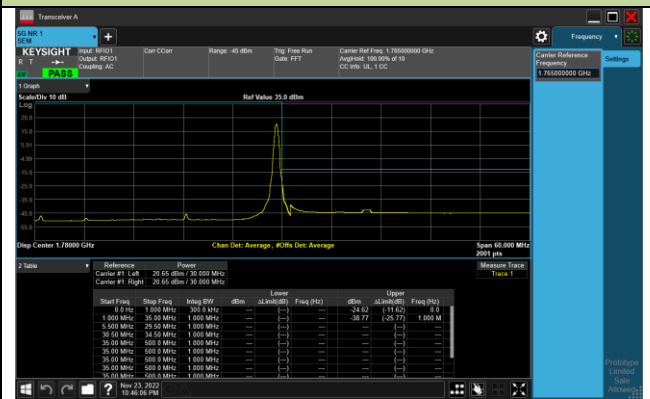 Transceiver A
5G NR 1
SEM
Frequency
KEYSIGHT
R T
LW
PASS
Input: RFIO1
Output: RFIO1
Coupling: AC
Corr CCorr
Range: -45 dBm
Trig: Free Run
Gate: FFT
Carrier Ref Freq: 1.765000000 GHz
Avg|Hold: 100.00% of 10
CC Info: UL, 1 CC
Carrier Reference
Frequency
1.765000000 GHz
Settings
1 Graph
Scale/Div 10 dB
Ref Value 35.0 dBm
Log
25.0
15.0
5.01
-4.99
-15.0
-25.0
-35.0
-45.0
-55.0
Disp Center 1.78000 GHz
Chan Det: Average , #Offs Det: Average
Span 60.000 MHz
2001 pts
2 Table
Reference Power
Carrier #1 Left 20.65 dBm / 30.000 MHz
Carrier #1 Right 20.65 dBm / 30.000 MHz
Measure Trace
Trace 1
Lower Upper
Start Freq Stop Freq Integ BW dBm ΔLimit(dB) Freq (Hz) dBm ΔLimit(dB) Freq (Hz)
0.0 Hz 1.000 MHz 300.0 kHz --- (---) --- -24.62 (-11.62) 0.0
1.000 MHz 35.00 MHz 1.000 MHz --- (---) --- -38.77 (-25.77) 1.000 M
5.500 MHz 29.50 MHz 1.000 MHz --- (---) --- --- (---) ---
30.50 MHz 34.50 MHz 1.000 MHz --- (---) --- --- (---) ---
35.00 MHz 500.0 MHz 1.000 MHz --- (---) --- --- (---) ---
35.00 MHz 500.0 MHz 1.000 MHz --- (---) --- --- (---) ---
35.00 MHz 500.0 MHz 1.000 MHz --- (---) --- --- (---) ---
35.00 MHz 500.0 MHz 1.000 MHz --- (---) --- --- (---) ---
35.00 MHz 500.0 MHz 1.000 MHz --- (---) --- --- (---) ---
Nov 23, 2022
10:46:06 PM
Prototype
Limited
Sale
Allowed